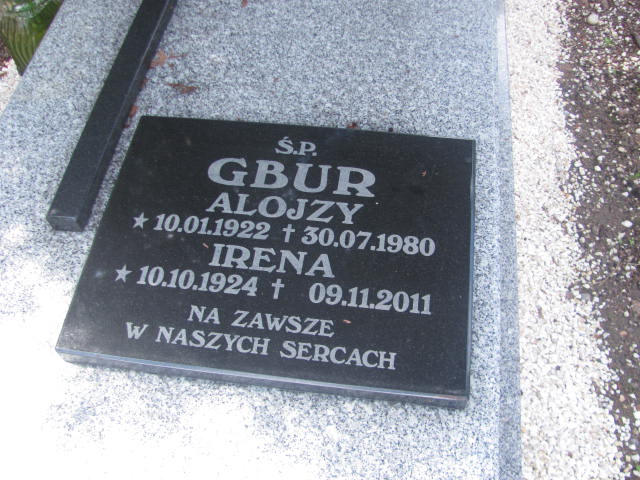 Ś.P.
GBUR
ALOJZY
★ 10.01.1922 † 30.07.1980
IRENA
★ 10.10.1924 † 09.11.2011
NA ZAWSZE
W NASZYCH SERCACH